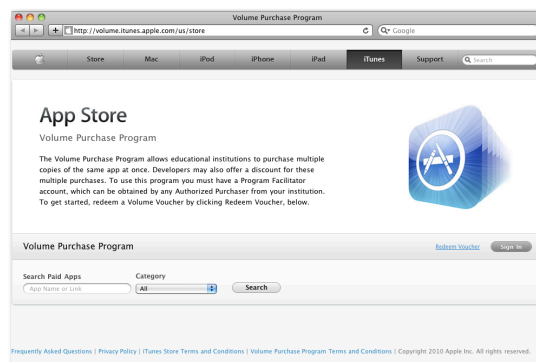 Volume Purchase Program
http://volume.itunes.apple.com/us/store
Google
Store Mac iPod iPhone iPad iTunes Support Search
App Store
Volume Purchase Program
The Volume Purchase Program allows educational institutions to purchase multiple
copies of the same app at once. Developers may also offer a discount for these
multiple purchases. To use this program you must have a Program Facilitator
account, which can be obtained by any Authorized Purchaser from your institution.
To get started, redeem a Volume Voucher by clicking Redeem Voucher, below.
Volume Purchase Program Redeem Voucher Sign In
Search Paid Apps Category
App Name or Link All Search
Frequently Asked Questions | Privacy Policy | iTunes Store Terms and Conditions | Volume Purchase Program Terms and Conditions | Copyright 2010 Apple Inc. All rights reserved.